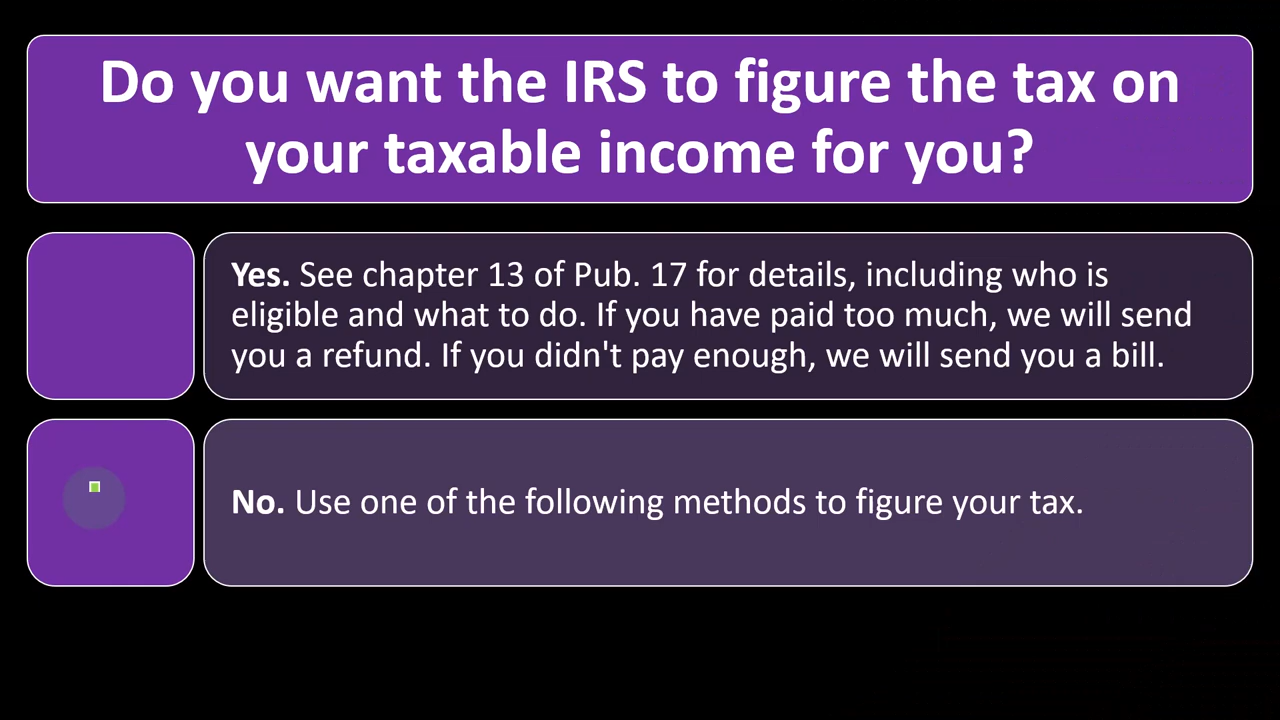 Do you want the IRS to figure the tax on
your taxable income for you?
Yes. See chapter 13 of Pub. 17 for details, including who is
eligible and what to do. If you have paid too much, we will send
you a refund. If you didn't pay enough, we will send you a bill.
No. Use one of the following methods to figure your tax.